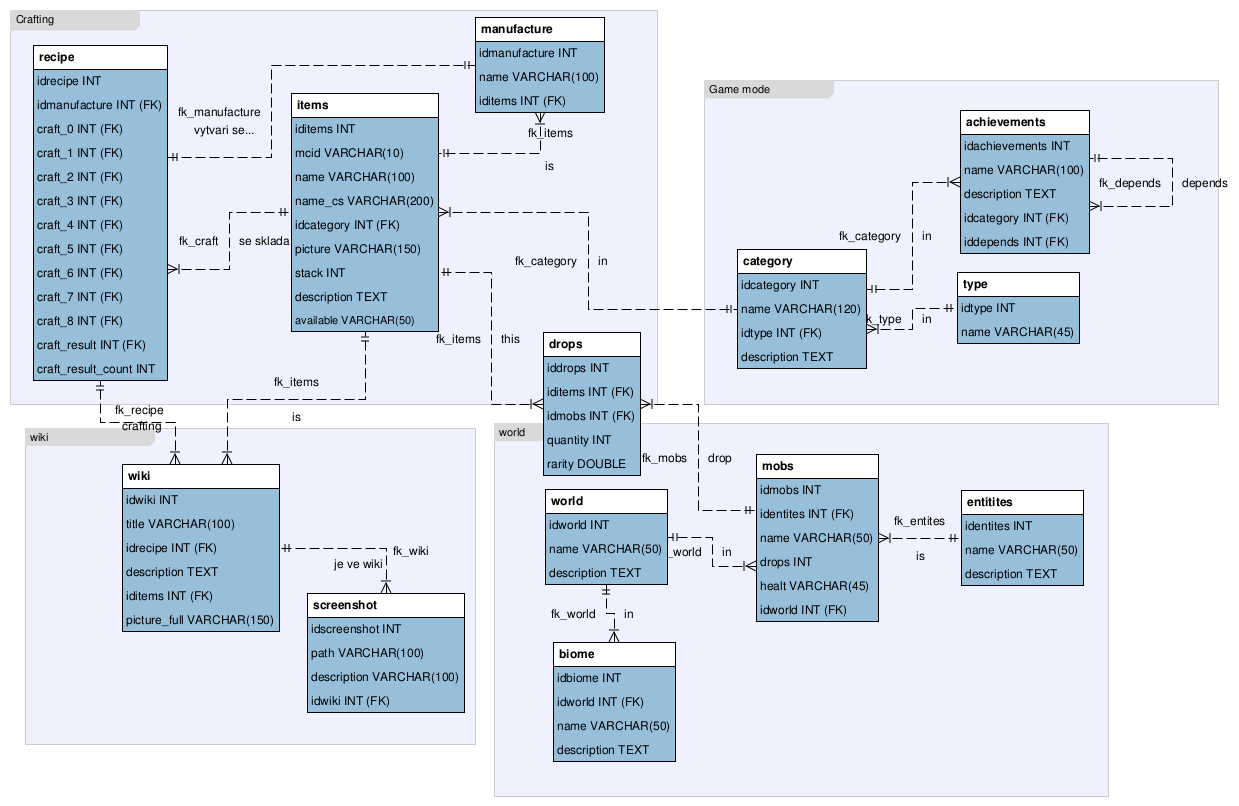 Crafting
recipe
idrecipe INT
idmanufacture INT (FK)
craft_0 INT (FK)
craft_1 INT (FK)
craft_2 INT (FK)
craft_3 INT (FK)
craft_4 INT (FK)
craft_5 INT (FK)
craft_6 INT (FK)
craft_7 INT (FK)
craft_8 INT (FK)
craft_result INT (FK)
craft_result_count INT
fk_manufacture
vytvari se...
manufacture
idmanufacture INT
name VARCHAR(100)
iditems INT (FK)
fk_items
is
items
iditems INT
mcid VARCHAR(10)
name VARCHAR(100)
name_cs VARCHAR(200)
idcategory INT (FK)
picture VARCHAR(150)
stack INT
description TEXT
available VARCHAR(50)
fk_craft
se sklada
fk_category
in
fk_items
this
fk_items
is
fk_recipe
crafting
Game mode
achievements
idachievements INT
name VARCHAR(100)
description TEXT
idcategory INT (FK)
iddepends INT (FK)
fk_depends
depends
fk_category
in
category
idcategory INT
name VARCHAR(120)
idtype INT (FK)
description TEXT
k_type
in
type
idtype INT
name VARCHAR(45)
drops
iddrops INT
iditems INT (FK)
idmobs INT (FK)
quantity INT
rarity DOUBLE
fk_mobs
drop
wiki
wiki
idwiki INT
title VARCHAR(100)
idrecipe INT (FK)
description TEXT
iditems INT (FK)
picture_full VARCHAR(150)
fk_wiki
je ve wiki
screenshot
idscreenshot INT
path VARCHAR(100)
description VARCHAR(100)
idwiki INT (FK)
world
world
idworld INT
name VARCHAR(50)
description TEXT
_world
in
fk_world
in
biome
idbiome INT
idworld INT (FK)
name VARCHAR(50)
description TEXT
mobs
idmobs INT
identites INT (FK)
name VARCHAR(50)
drops INT
healt VARCHAR(45)
idworld INT (FK)
fk_entites
is
entitites
identites INT
name VARCHAR(50)
description TEXT